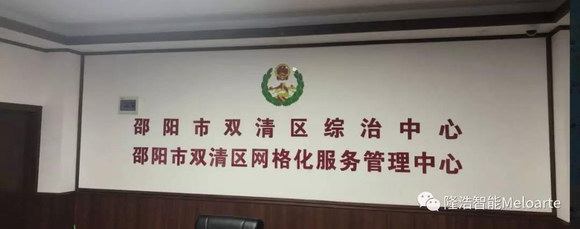 邵阳市双清区综治中心
邵阳市双清区网格化服务管理中心
隆浩智能Meloarte